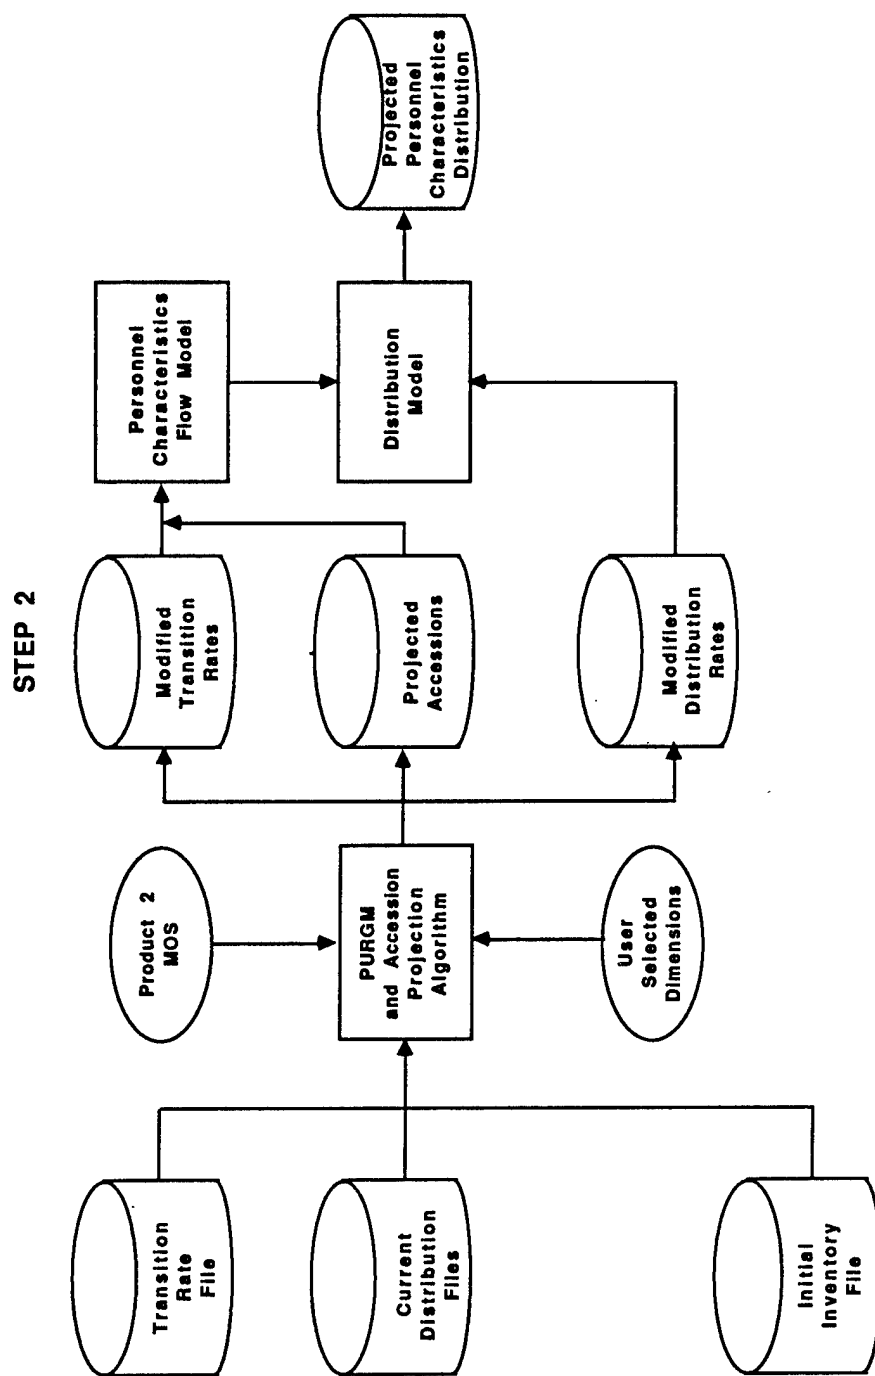 STEP 2
Transition
Rate
File
Current
Distribution
Files
Initial
Inventory
File
Product 2
MOS
PURGM
and Accession
Projection
Algorithm
User
Selected
Dimensions
Modified
Transition
Rates
Projected
Accessions
Modified
Distribution
Rates
Personnel
Characteristics
Flow Model
Distribution
Model
Projected
Personnel
Characteristics
Distribution